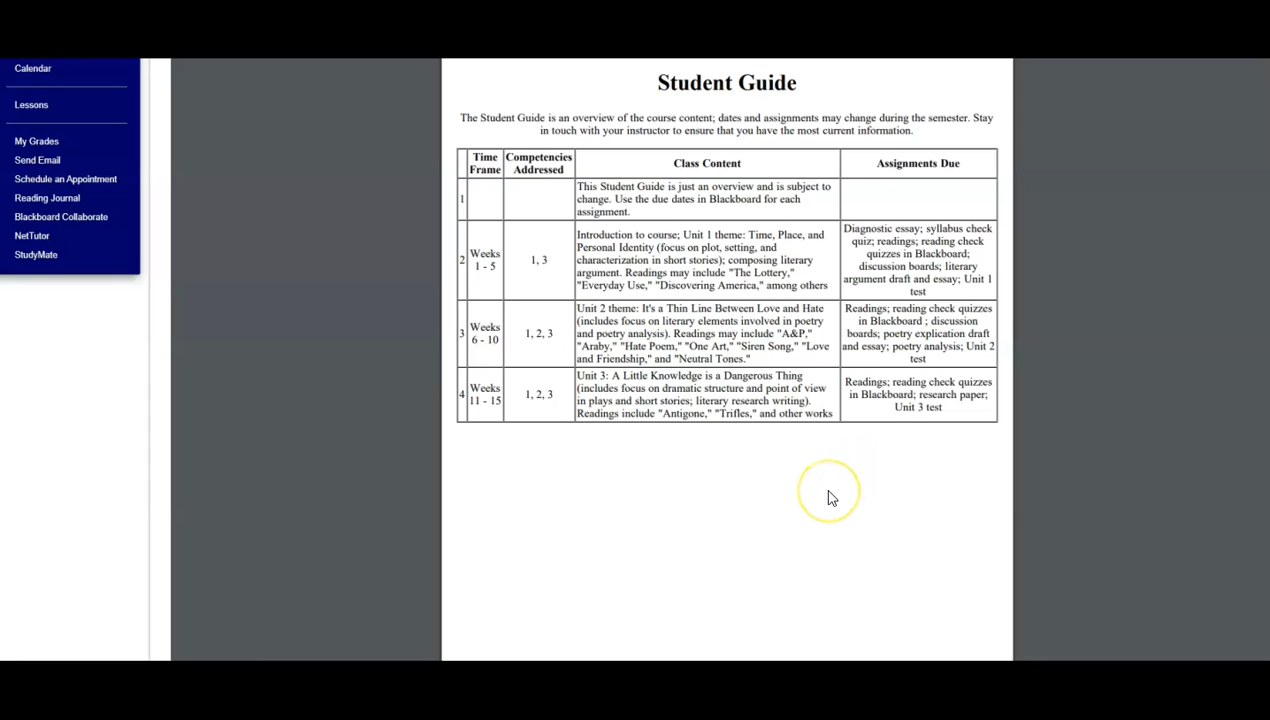 Calendar
Lessons
My Grades
Send Email
Schedule an Appointment
Reading Journal
Blackboard Collaborate
NetTutor
StudyMate
Student Guide
The Student Guide is an overview of the course content; dates and assignments may change during the semester. Stay
in touch with your instructor to ensure that you have the most current information.
Time
Frame
Competencies
Addressed
Class Content
Assignments Due
1
This Student Guide is just an overview and is subject to
change. Use the due dates in Blackboard for each
assignment.
2
Weeks
1 - 5
1, 3
Introduction to course; Unit 1 theme: Time, Place, and
Personal Identity (focus on plot, setting, and
characterization in short stories); composing literary
argument. Readings may include "The Lottery,"
"Everyday Use," "Discovering America," among others
Diagnostic essay; syllabus check
quiz; readings; reading check
quizzes in Blackboard;
discussion boards; literary
argument draft and essay; Unit 1
test
3
Weeks
6 - 10
1, 2, 3
Unit 2 theme: It's a Thin Line Between Love and Hate
(includes focus on literary elements involved in poetry
and poetry analysis). Readings may include "A&P,"
"Araby," "Hate Poem," "One Art," "Siren Song," "Love
and Friendship," and "Neutral Tones."
Readings; reading check quizzes
in Blackboard ; discussion
boards; poetry explication draft
and essay; poetry analysis; Unit 2
test
4
Weeks
11 - 15
1, 2, 3
Unit 3: A Little Knowledge is a Dangerous Thing
(includes focus on dramatic structure and point of view
in plays and short stories; literary research writing).
Readings include "Antigone," "Trifles," and other works
Readings; reading check quizzes
in Blackboard; research paper;
Unit 3 test